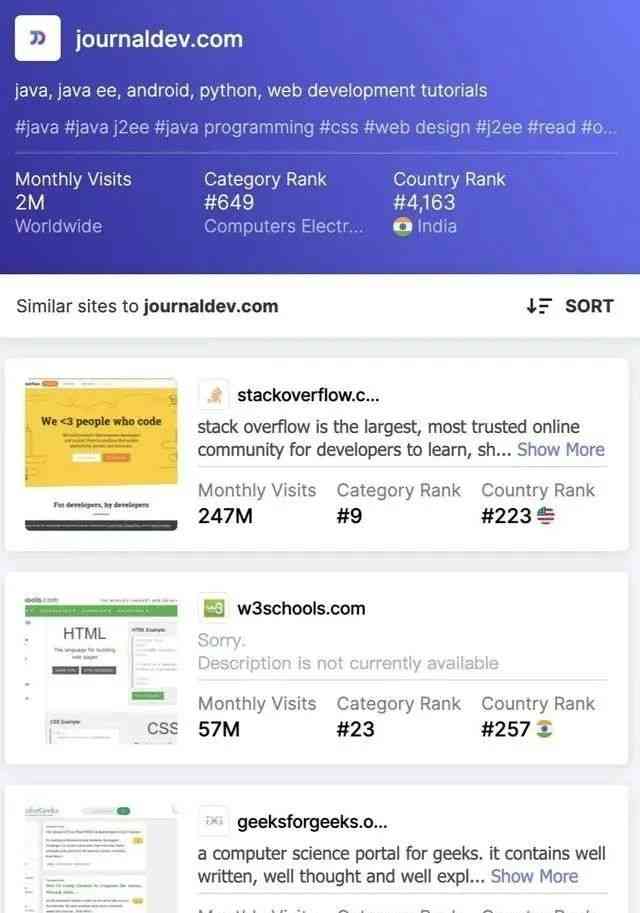 journaldev.com
java, java ee, android, python, web development tutorials
#java #java j2ee #java programming #css #web design #j2ee #read #o...
Monthly Visits Category Rank Country Rank
2M #649 #4,163
Worldwide Computers Electr... India
Similar sites to journaldev.com SORT
We <3 people who code
For developers, by developers
stackoverflow.c...
stack overflow is the largest, most trusted online
community for developers to learn, sh... Show More
Monthly Visits Category Rank Country Rank
247M #9 #223
HTML
The language for building
web pages
HTML Example:
CSS Example:
CSS
w3schools.com
Sorry.
Description is not currently available
Monthly Visits Category Rank Country Rank
57M #23 #257
geeksforgeeks.o...
a computer science portal for geeks. it contains well
written, well thought and well expl... Show More